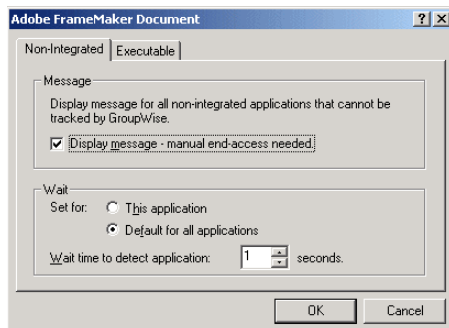 Adobe FrameMaker Document
Non-Integrated Executable
Message
Display message for all non-integrated applications that cannot be
tracked by GroupWise.
Display message - manual end-access needed.
Wait
Set for: This application
Default for all applications
Wait time to detect application: 1 seconds.
OK Cancel